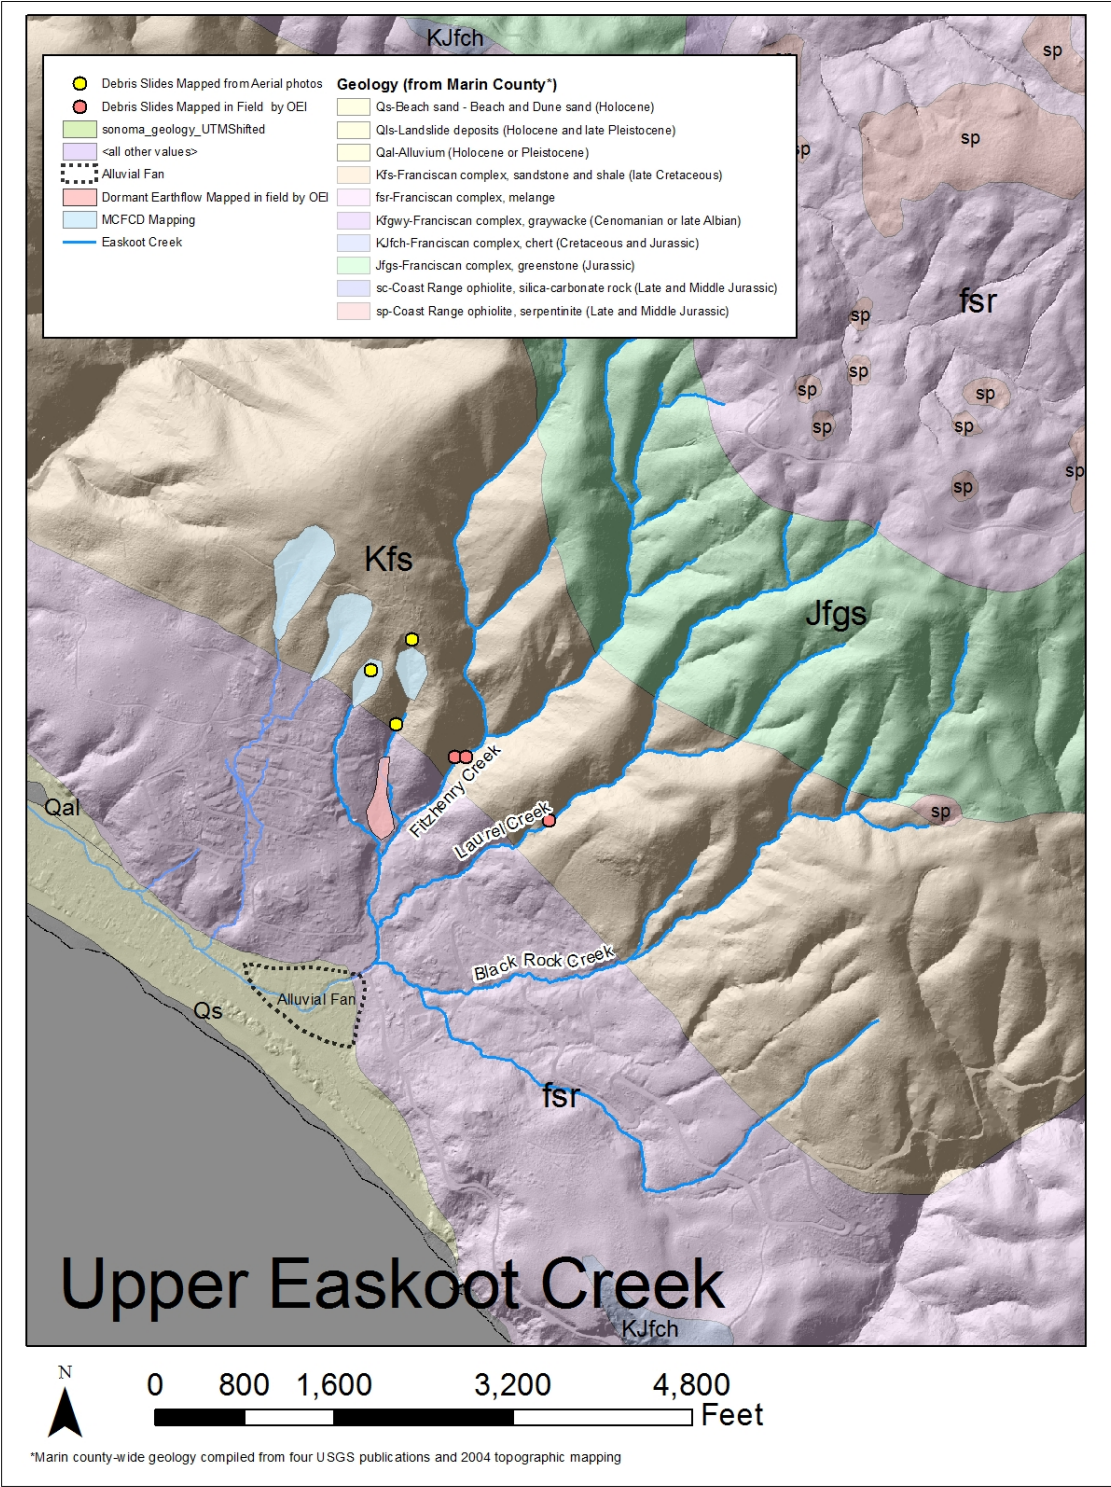 KJfch
sp
sp
Debris Slides Mapped from Aerial photos
Debris Slides Mapped in Field by OEI
sonoma_geology_UTMShifted
<all other values>
Alluvial Fan
Dormant Earthflow Mapped in field by OEI
MCFCD Mapping
Easkoot Creek
Geology (from Marin County*)
Qs-Beach sand - Beach and Dune sand (Holocene)
Qls-Landslide deposits (Holocene and late Pleistocene)
Qal-Alluvium (Holocene or Pleistocene)
Kfs-Franciscan complex, sandstone and shale (late Cretaceous)
fsr-Franciscan complex, melange
Kfgwy-Franciscan complex, graywacke (Cenomanian or late Albian)
KJfch-Franciscan complex, chert (Cretaceous and Jurassic)
Jfgs-Franciscan complex, greenstone (Jurassic)
sc-Coast Range ophiolite, silica-carbonate rock (Late and Middle Jurassic)
sp-Coast Range ophiolite, serpentinite (Late and Middle Jurassic)
sp
sp
fsr
sp
sp
sp
sp
sp
sp
sp
sp
Kfs
Jfgs
Fitzhenry Creek
Laurel Creek
sp
Qal
Black Rock Creek
Alluvial Fan
Qs
fsr
Upper Easkoot Creek
KJfch
N
0 800 1,600 3,200 4,800
Feet
*Marin county-wide geology compiled from four USGS publications and 2004 topographic mapping